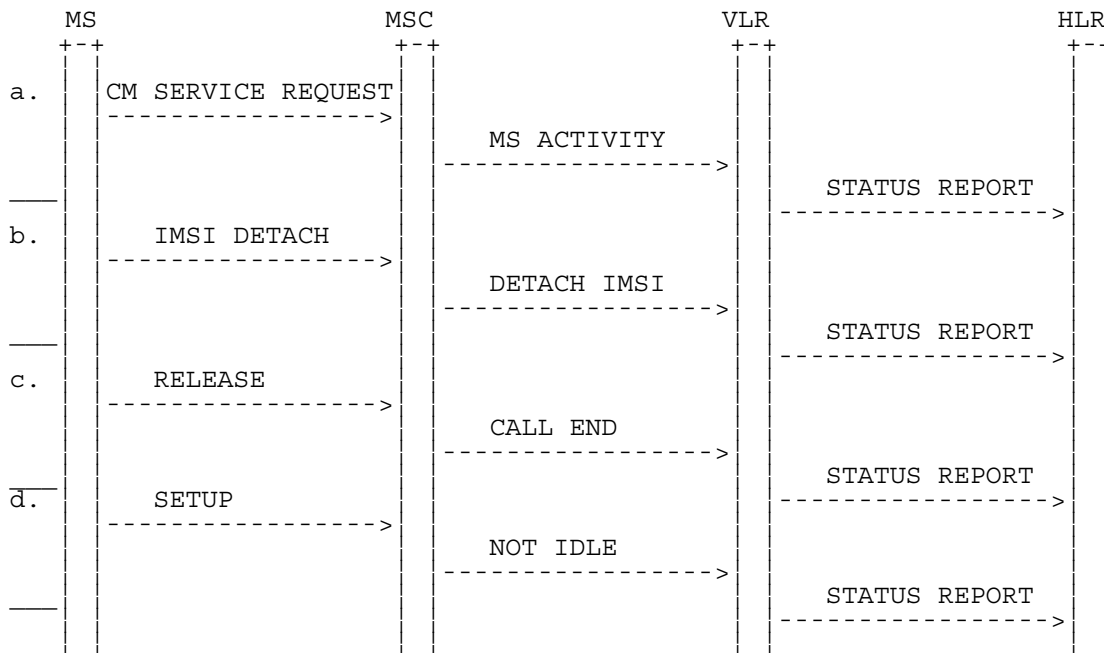 MS MSC VLR HLR
a. CM SERVICE REQUEST
MS ACTIVITY
STATUS REPORT
b. IMSI DETACH
DETACH IMSI
STATUS REPORT
c. RELEASE
CALL END
STATUS REPORT
d. SETUP
NOT IDLE
STATUS REPORT